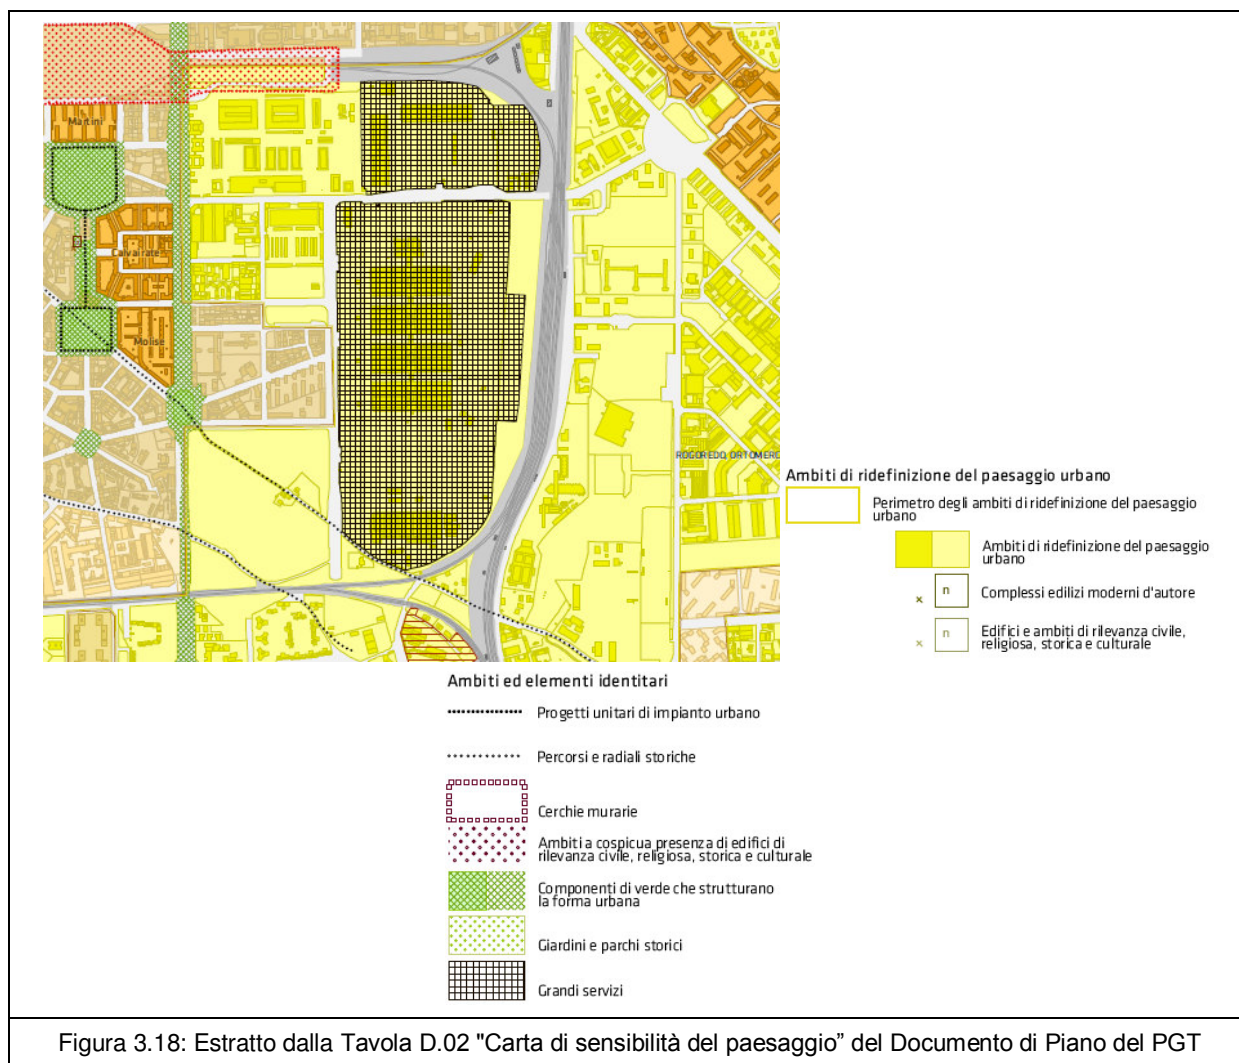 Martini
Calvairate
Molise
ROGOREDO, ORTOMERC
Ambiti di ridefinizione del paesaggio urbano
Perimetro degli ambiti di ridefinizione del paesaggio
urbano
Ambiti di ridefinizione del paesaggio
urbano
n
Complessi edilizi moderni d'autore
n
Edifici e ambiti di rilevanza civile,
religiosa, storica e culturale
Ambiti ed elementi identitari
Progetti unitari di impianto urbano
Percorsi e radiali storiche
Cerchie murarie
Ambiti a cospicua presenza di edifici di
rilevanza civile, religiosa, storica e culturale
Componenti di verde che strutturano
la forma urbana
Giardini e parchi storici
Grandi servizi
Figura 3.18: Estratto dalla Tavola D.02 "Carta di sensibilità del paesaggio” del Documento di Piano del PGT